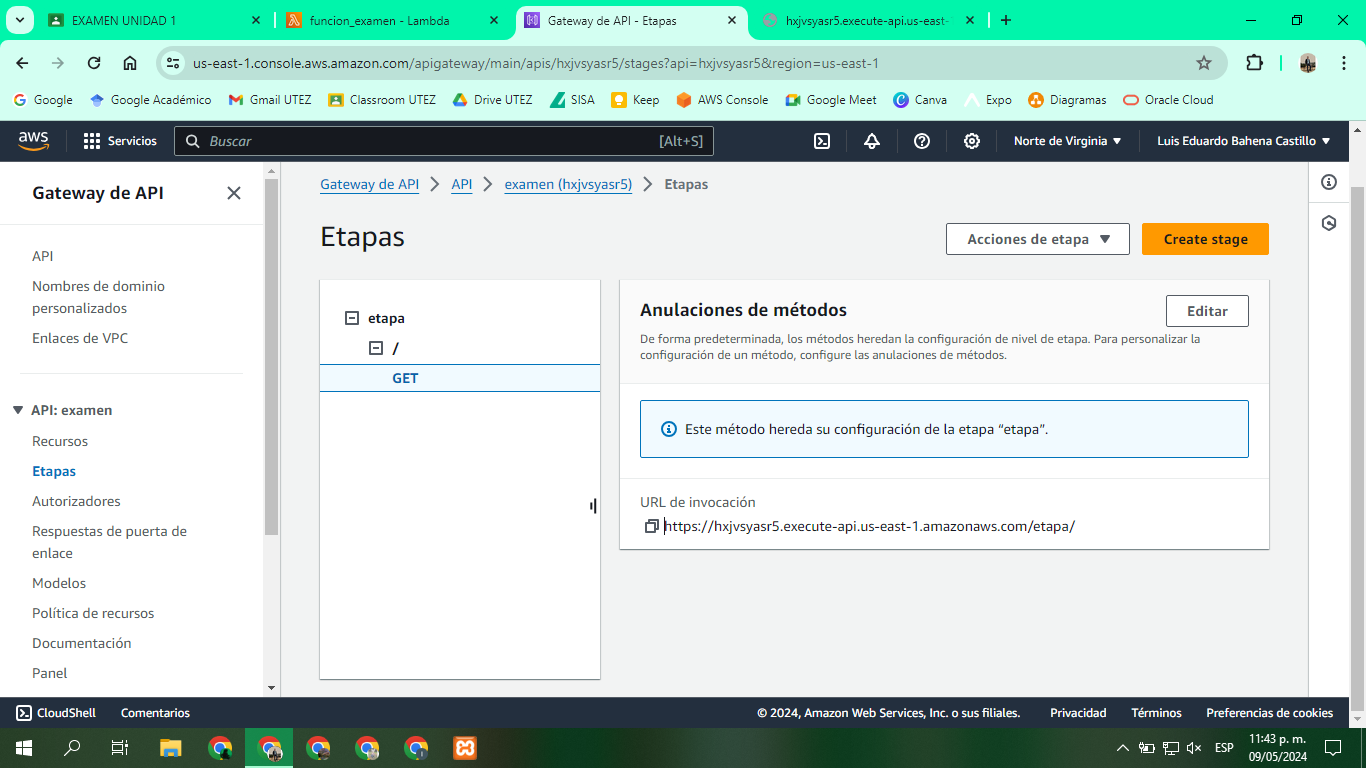 EXAMEN UNIDAD 1
funcion_examen - Lambda
Gateway de API - Etapas
hxjvsyasr5.execute-api.us-east-
us-east-1.console.aws.amazon.com/apigateway/main/apis/hxjvsyasr5/stages?api=hxjvsyasr5&region=us-east-1
Google
Google Académico
Gmail UTEZ
Classroom UTEZ
Drive UTEZ
SISA
Keep
AWS Console
Google Meet
Canva
Expo
Diagramas
Oracle Cloud
aws
Servicios
Buscar
[Alt+S]
Norte de Virginia
Luis Eduardo Bahena Castillo
Gateway de API
API
Nombres de dominio
personalizados
Enlaces de VPC
API: examen
Recursos
Etapas
Autorizadores
Respuestas de puerta de
enlace
Modelos
Política de recursos
Documentación
Panel
Gateway de API
API
examen (hxjvsyasr5)
Etapas
Etapas
Acciones de etapa
Create stage
etapa
/
GET
Anulaciones de métodos
Editar
De forma predeterminada, los métodos heredan la configuración de nivel de etapa. Para personalizar la
configuración de un método, configure las anulaciones de métodos.
Este método hereda su configuración de la etapa “etapa”.
URL de invocación
https://hxjvsyasr5.execute-api.us-east-1.amazonaws.com/etapa/
CloudShell
Comentarios
© 2024, Amazon Web Services, Inc. o sus filiales.
Privacidad
Términos
Preferencias de cookies
ESP
11:43 p. m.
09/05/2024